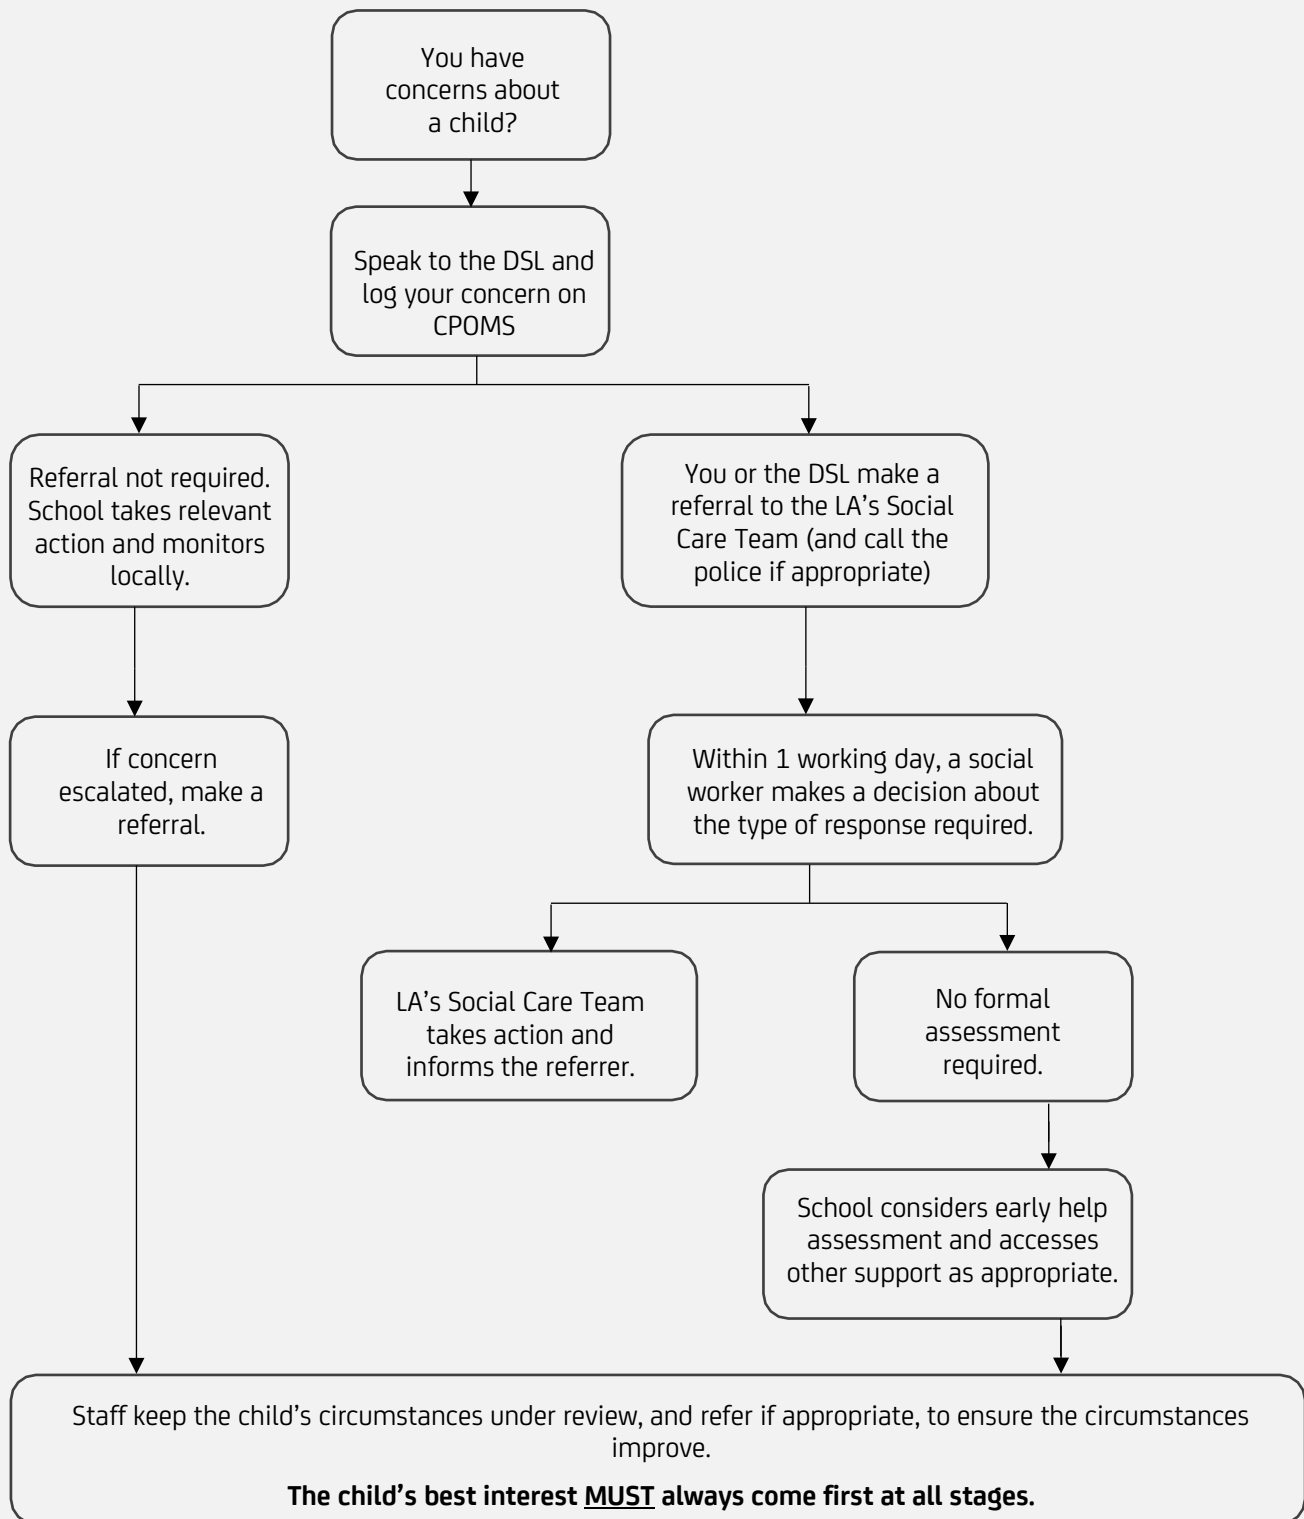 You have
concerns about
a child?
Speak to the DSL and
log your concern on
CPOMS
Referral not required.
School takes relevant
action and monitors
locally.
You or the DSL make a
referral to the LA’s Social
Care Team (and call the
police if appropriate)
If concern
escalated, make a
referral.
Within 1 working day, a social
worker makes a decision about
the type of response required.
LA’s Social Care Team
takes action and
informs the referrer.
No formal
assessment
required.
School considers early help
assessment and accesses
other support as appropriate.
Staff keep the child’s circumstances under review, and refer if appropriate, to ensure the circumstances
improve.
The child’s best interest MUST always come first at all stages.